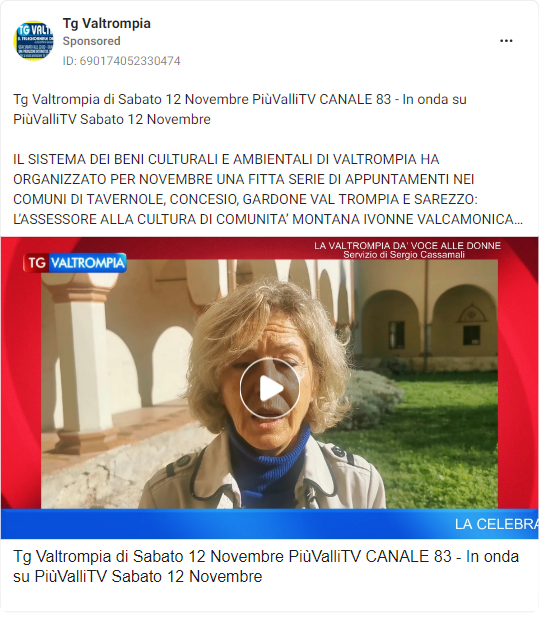 Tg Valtrompia
Sponsored
ID: 690174052330474
Tg Valtrompia di Sabato 12 Novembre PiùValliTV CANALE 83 - In onda su
PiùValliTV Sabato 12 Novembre
IL SISTEMA DEI BENI CULTURALI E AMBIENTALI DI VALTROMPIA HA
ORGANIZZATO PER NOVEMBRE UNA FITTA SERIE DI APPUNTAMENTI NEI
COMUNI DI TAVERNOLE, CONCESIO, GARDONE VAL TROMPIA E SAREZZO:
L'ASSESSORE ALLA CULTURA DI COMUNITA' MONTANA IVONNE VALCAMONICA...
LA VALTROMPIA DA' VOCE ALLE DONNE
Servizio di Sergio Cassamali
TG VALTROMPIA
LA CELEBRA
Tg Valtrompia di Sabato 12 Novembre PiùValliTV CANALE 83 - In onda
su PiùValliTV Sabato 12 Novembre